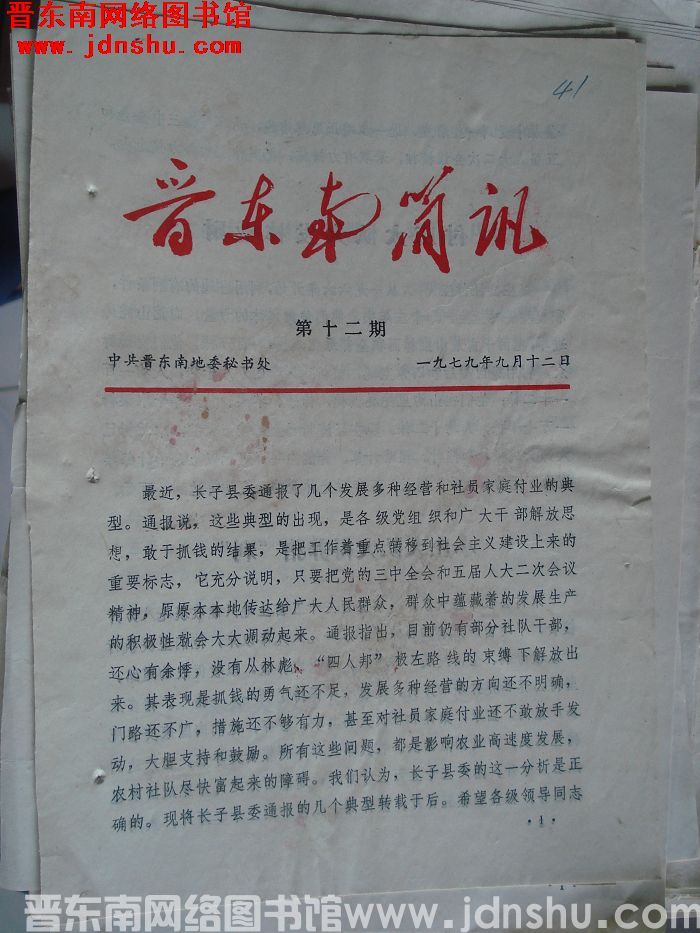 晋东南网络图书馆
www.jdnshu.com
41
晋东南简讯
第十二期
中共晋东南地委秘书处 一九七九年九月十二日
最近，长子县委通报了几个发展多种经营和社员家庭付业的典
型。通报说，这些典型的出现，是各级党组织和广大干部解放思
想，敢于抓钱的结果，是把工作着重点转移到社会主义建设上来的
重要标志，它充分说明，只要把党的三中全会和五届人大二次会议
精神，原原本本地传达给广大人民群众，群众中蕴藏着的发展生产
的积极性就会大大调动起来。通报指出，目前仍有部分社队干部，
还心有余悸，没有从林彪、“四人邦”极左路线的束缚下解放出
来。其表现是抓钱的勇气还不足，发展多种经营的方向还不明确，
门路还不广，措施还不够有力，甚至对社员家庭付业还不敢放手发
动，大胆支持和鼓励。所有这些问题，都是影响农业高速度发展，
农村社队尽快富起来的障碍。我们认为，长子县委的这一分析是正
确的。现将长子县委通报的几个典型转载于后。希望各级领导同志
·1·
晋东南网络图书馆 www.jdnshu.com